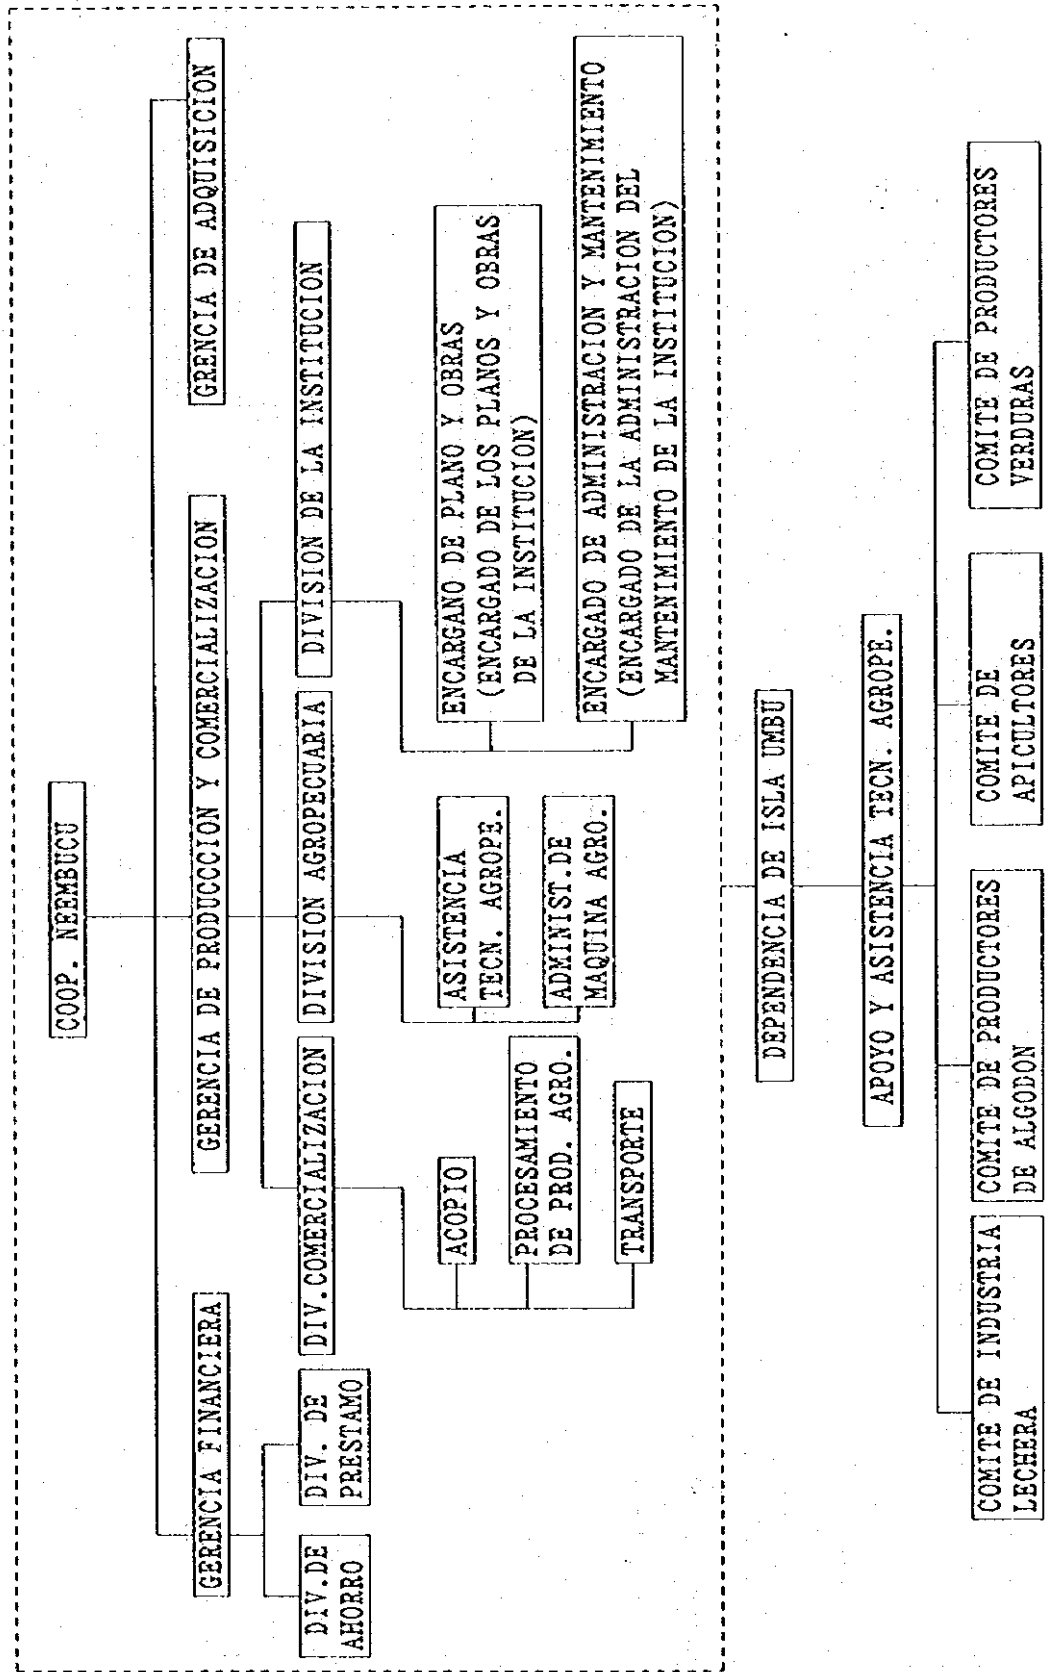 COOP. NEEMBUCU
GERENCIA FINANCIERA
GERENCIA DE PRODUCCCION Y COMERCIALIZACION
GRENCIA DE ADQUISICION
DIV.DE
AHORRO
DIV. DE
PRESTAMO
DIV.COMERCIALIZACION
DIVISION AGROPECUARIA
DIVISION DE LA INSTITUCION
ACOPIO
PROCESAMIENTO
DE PROD. AGRO.
TRANSPORTE
ASISTENCIA
TECN. AGROPE.
ADMINIST.DE
MAQUINA AGRO.
ENCARGANO DE PLANO Y OBRAS
(ENCARGADO DE LOS PLANOS Y OBRAS
DE LA INSTITUCION)
ENCARGADO DE ADMINISTRACION Y MANTENIMIENTO
(ENCARGADO DE LA ADMINISTRACION DEL
MANTENIMIENTO DE LA INSTITUCION)
DEPENDENCIA DE ISLA UMBU
APOYO Y ASISTENCIA TECN. AGROPE.
COMITE DE INDUSTRIA
LECHERA
COMITE DE PRODUCTORES
DE ALGODON
COMITE DE
APICULTORES
COMITE DE PRODUCTORES
VERDURAS